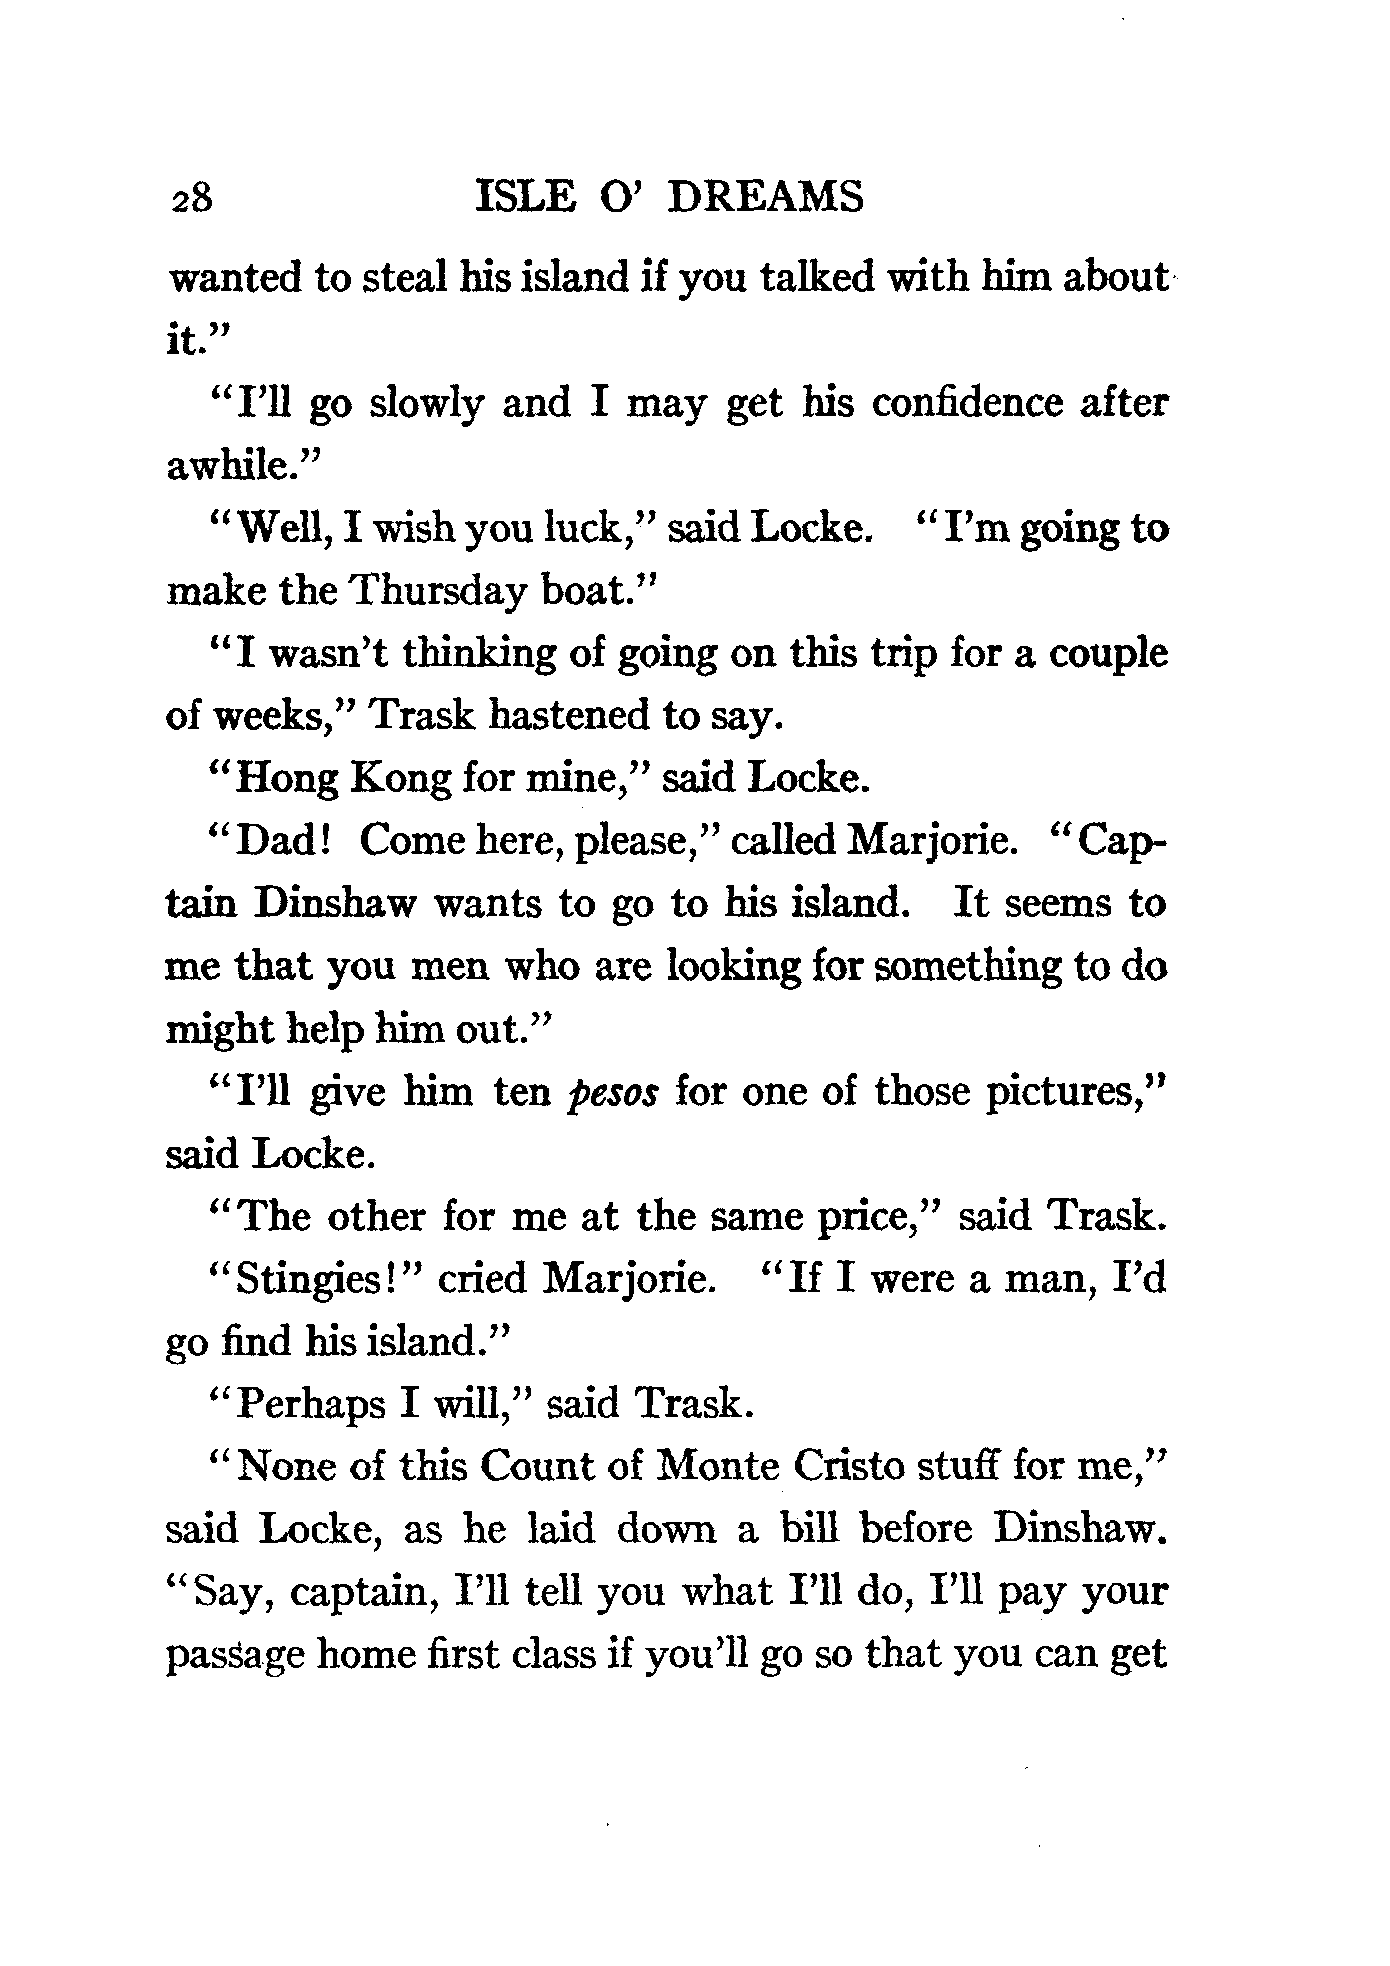 28 ISLE O' DREAMS
wanted to steal his island if you talked with him about
it."
"I'll go slowly and I may get his confidence after
awhile."
"Well, I wish you luck," said Locke. "I'm going to
make the Thursday boat."
"I wasn't thinking of going on this trip for a couple
of weeks," Trask hastened to say.
"Hong Kong for mine," said Locke.
"Dad! Come here, please," called Marjorie. "Cap-
tain Dinshaw wants to go to his island. It seems to
me that you men who are looking for something to do
might help him out."
"I'll give him ten pesos for one of those pictures,"
said Locke.
"The other for me at the same price," said Trask.
"Stingies!" cried Marjorie. "If I were a man, I'd
go find his island."
"Perhaps I will," said Trask.
"None of this Count of Monte Cristo stuff for me,"
said Locke, as he laid down a bill before Dinshaw.
"Say, captain, I'll tell you what I'll do, I'll pay your
passage home first class if you'll go so that you can get